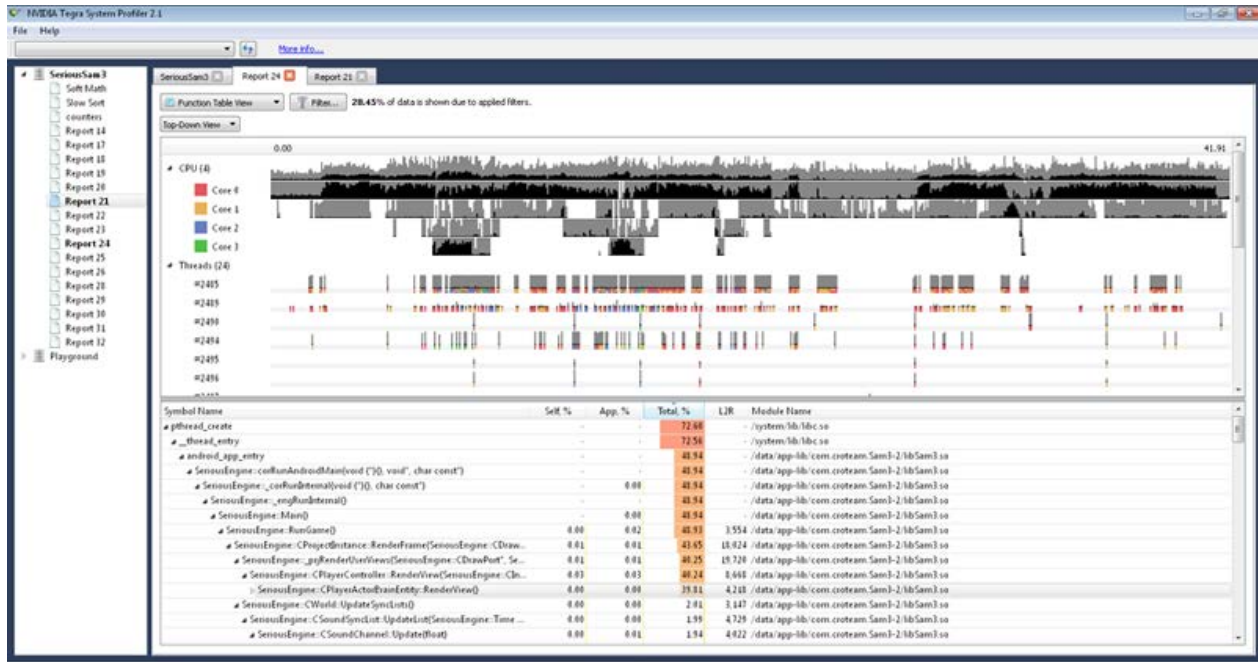 NVIDIA Tegra System Profiler 2.1
File Help
More info...
SeriousSam3
Soft Math
Slow Sort
counters
Report 14
Report 17
Report 18
Report 19
Report 20
Report 21
Report 22
Report 23
Report 24
Report 25
Report 26
Report 28
Report 29
Report 30
Report 31
Report 32
Playground
SeriousSam3 Report 24 Report 21
Function Table View Filter... 28.45% of data is shown due to applied filters.
Top-Down View
0.00 41.91
CPU (4)
Core 0
Core 1
Core 2
Core 3
Threads (24)
#2490
#2494
#2495
#2496
Symbol Name Self, % App, % Total, % L2R Module Name
pthread_create - - 72.60 - /system/lib/libc.so
__thread_entry - - 72.56 - /system/lib/libc.so
android_app_entry - - 48.94 - /data/app-lib/com.croteam.Sam3-2/libSam3.so
SeriousEngine::corRunAndroidMain(void (*)(), void*, char const*) - - 48.94 - /data/app-lib/com.croteam.Sam3-2/libSam3.so
SeriousEngine::_corRunInternal(void (*)(), char const*) - 0.00 48.94 - /data/app-lib/com.croteam.Sam3-2/libSam3.so
SeriousEngine::_engRunInternal() - - 48.94 - /data/app-lib/com.croteam.Sam3-2/libSam3.so
SeriousEngine::Main() - 0.00 48.94 - /data/app-lib/com.croteam.Sam3-2/libSam3.so
SeriousEngine::RunGame() 0.00 0.02 48.93 3,554 /data/app-lib/com.croteam.Sam3-2/libSam3.so
SeriousEngine::CProjectInstance::RenderFrame(SeriousEngine::CDraw... 0.01 0.01 43.65 18,024 /data/app-lib/com.croteam.Sam3-2/libSam3.so
SeriousEngine::_prjRenderUserViews(SeriousEngine::CDrawPort*, Se... 0.01 0.01 40.25 19,720 /data/app-lib/com.croteam.Sam3-2/libSam3.so
SeriousEngine::CPlayerController::RenderView(SeriousEngine::CIn... 0.03 0.03 40.24 8,668 /data/app-lib/com.croteam.Sam3-2/libSam3.so
SeriousEngine::CPlayerActorBrainEntity::RenderView() 0.00 0.00 39.81 4,218 /data/app-lib/com.croteam.Sam3-2/libSam3.so
SeriousEngine::CWorld::UpdateSyncLists() 0.00 0.00 2.01 3,147 /data/app-lib/com.croteam.Sam3-2/libSam3.so
SeriousEngine::CSoundSyncList::UpdateList(SeriousEngine::Time ... 0.00 0.00 1.99 4,729 /data/app-lib/com.croteam.Sam3-2/libSam3.so
SeriousEngine::CSoundChannel::Update(float) 0.00 0.01 1.94 4,022 /data/app-lib/com.croteam.Sam3-2/libSam3.so